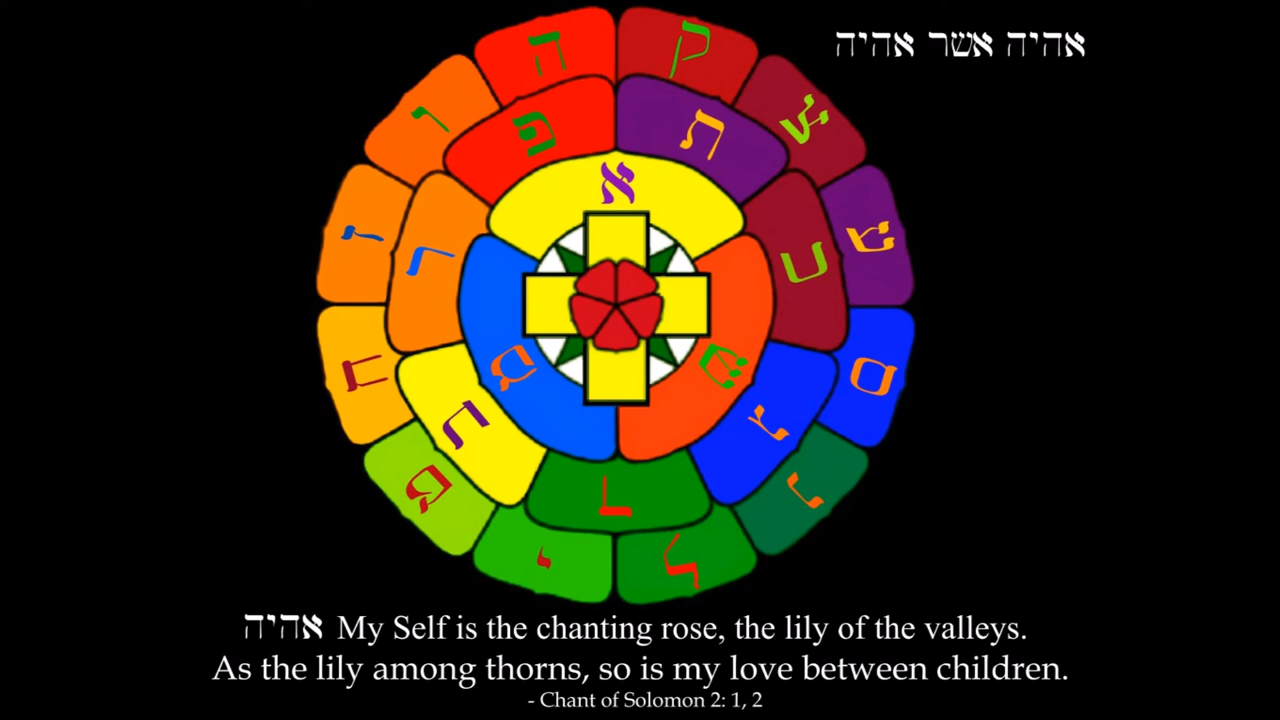 אהיה אשר אהיה
ה
ק
צ
ע
ס
נ
ל
י
ט
ח
ז
ו
פ
ת
כ
ג
ד
ב
ר
א
ש
מ
אהיה My Self is the chanting rose, the lily of the valleys.
As the lily among thorns, so is my love between children.
- Chant of Solomon 2: 1, 2